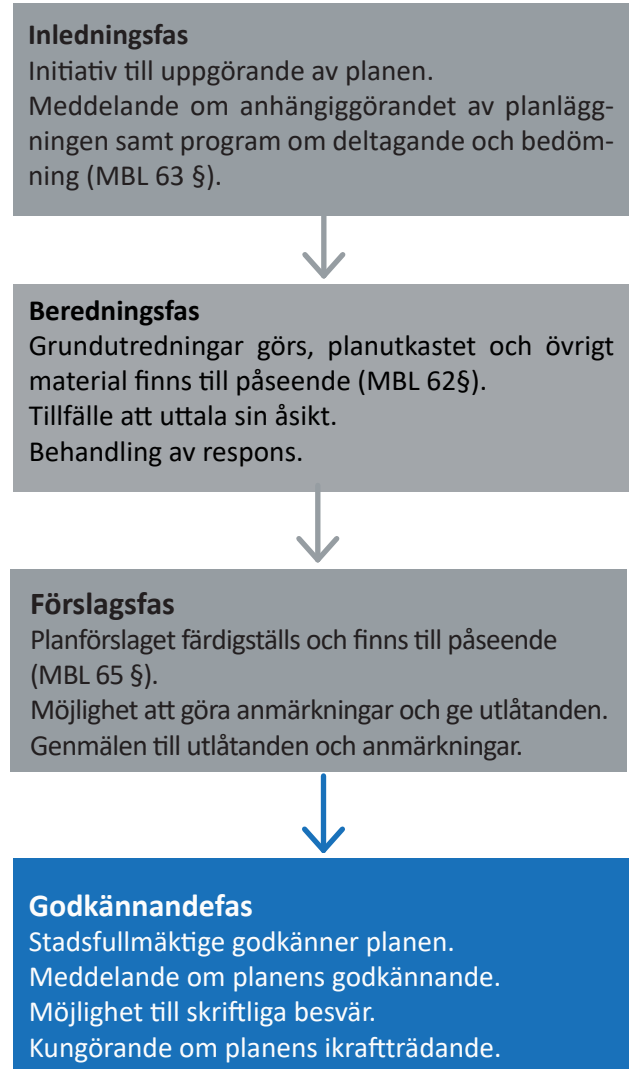 Inledningsfas
Initiativ till uppgörande av planen.
Meddelande om anhängiggörandet av planlägg-
ningen samt program om deltagande och bedöm-
ning (MBL 63 §).
Beredningsfas
Grundutredningar görs, planutkastet och övrigt
material finns till påseende (MBL 62§).
Tillfälle att uttala sin åsikt.
Behandling av respons.
Förslagsfas
Planförslaget färdigställs och finns till påseende
(MBL 65 §).
Möjlighet att göra anmärkningar och ge utlåtanden.
Genmälen till utlåtanden och anmärkningar.
Godkännandefas
Stadsfullmäktige godkänner planen.
Meddelande om planens godkännande.
Möjlighet till skriftliga besvär.
Kungörande om planens ikraftträdande.